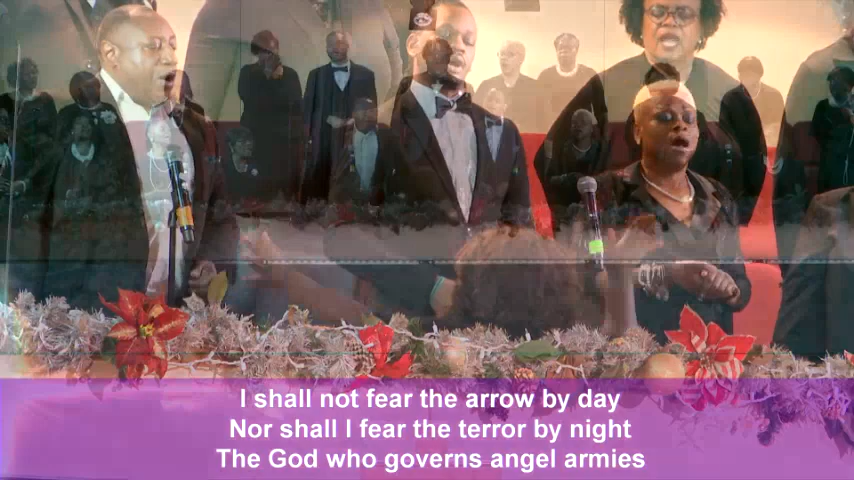 I shall not fear the arrow by day
Nor shall I fear the terror by night
The God who governs angel armies